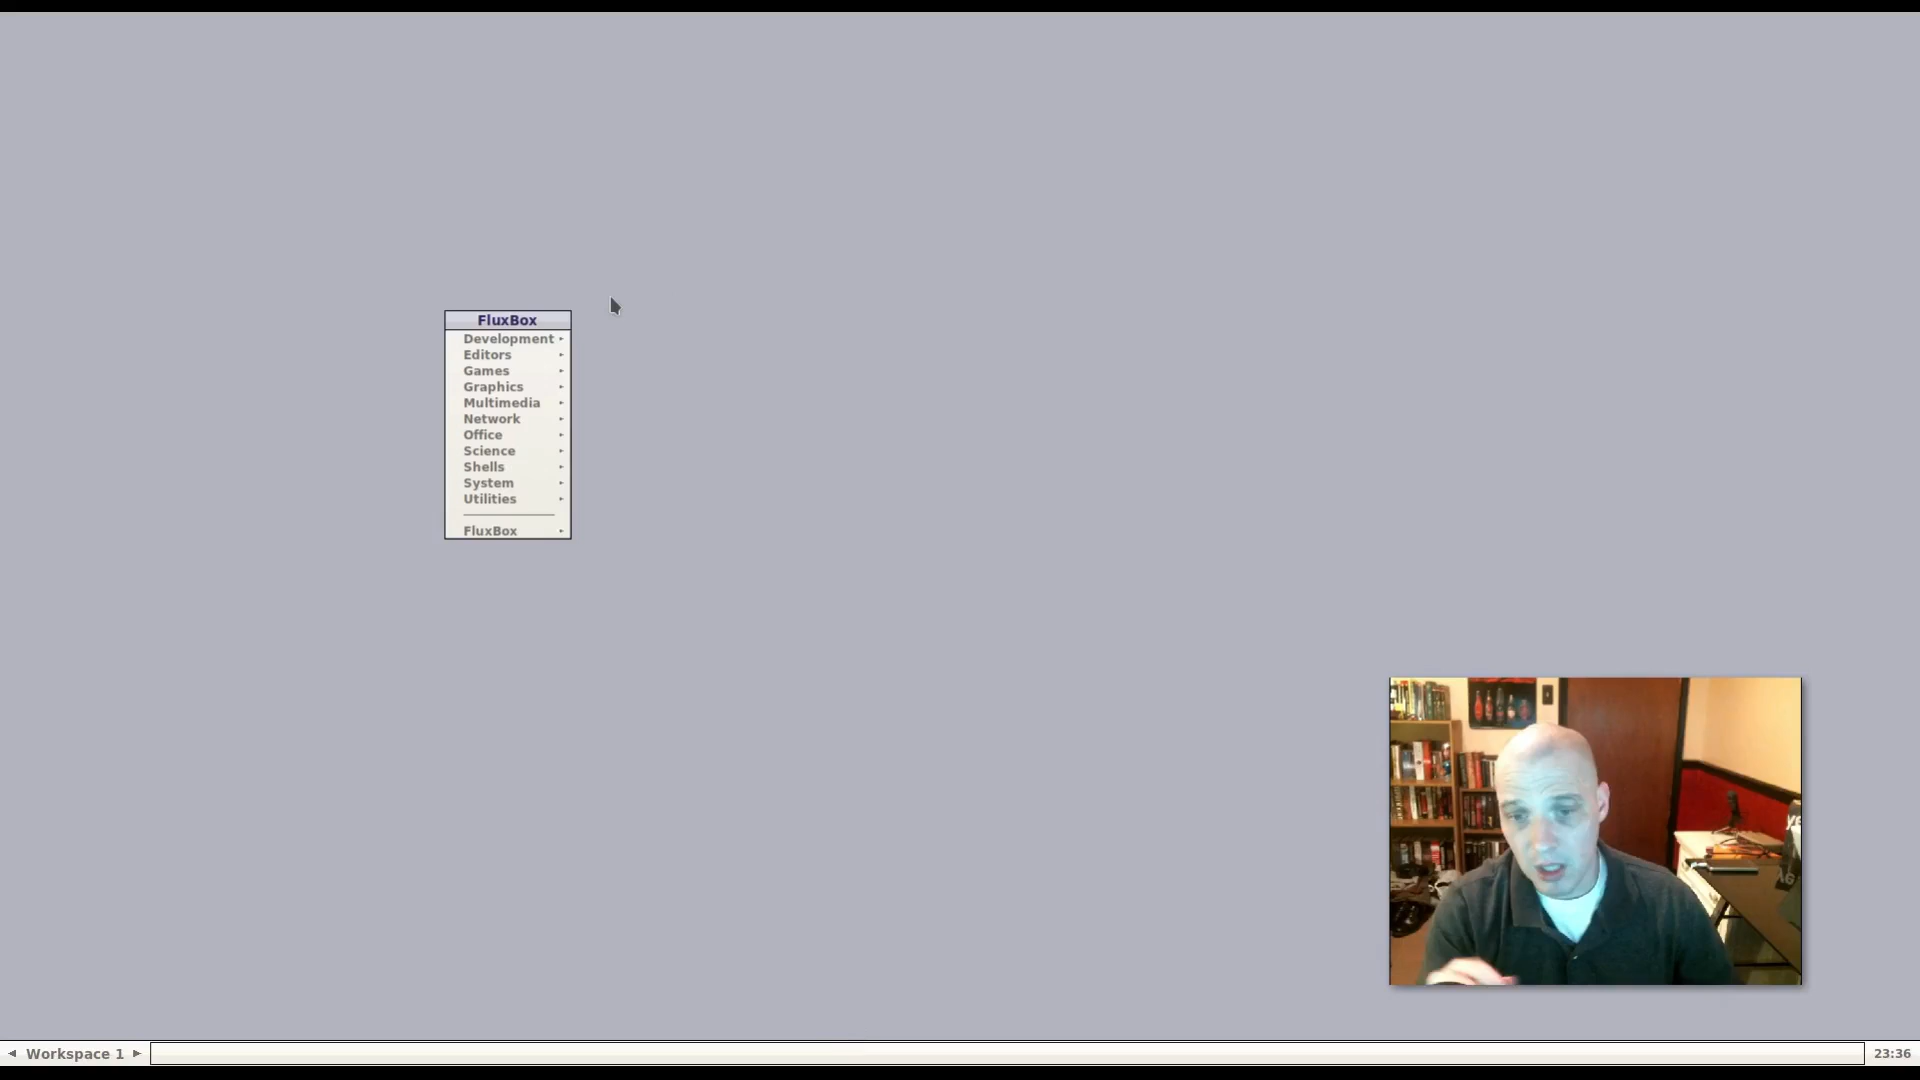 FluxBox
Development
Editors
Games
Graphics
Multimedia
Network
Office
Science
Shells
System
Utilities
FluxBox
Workspace 1
23:36